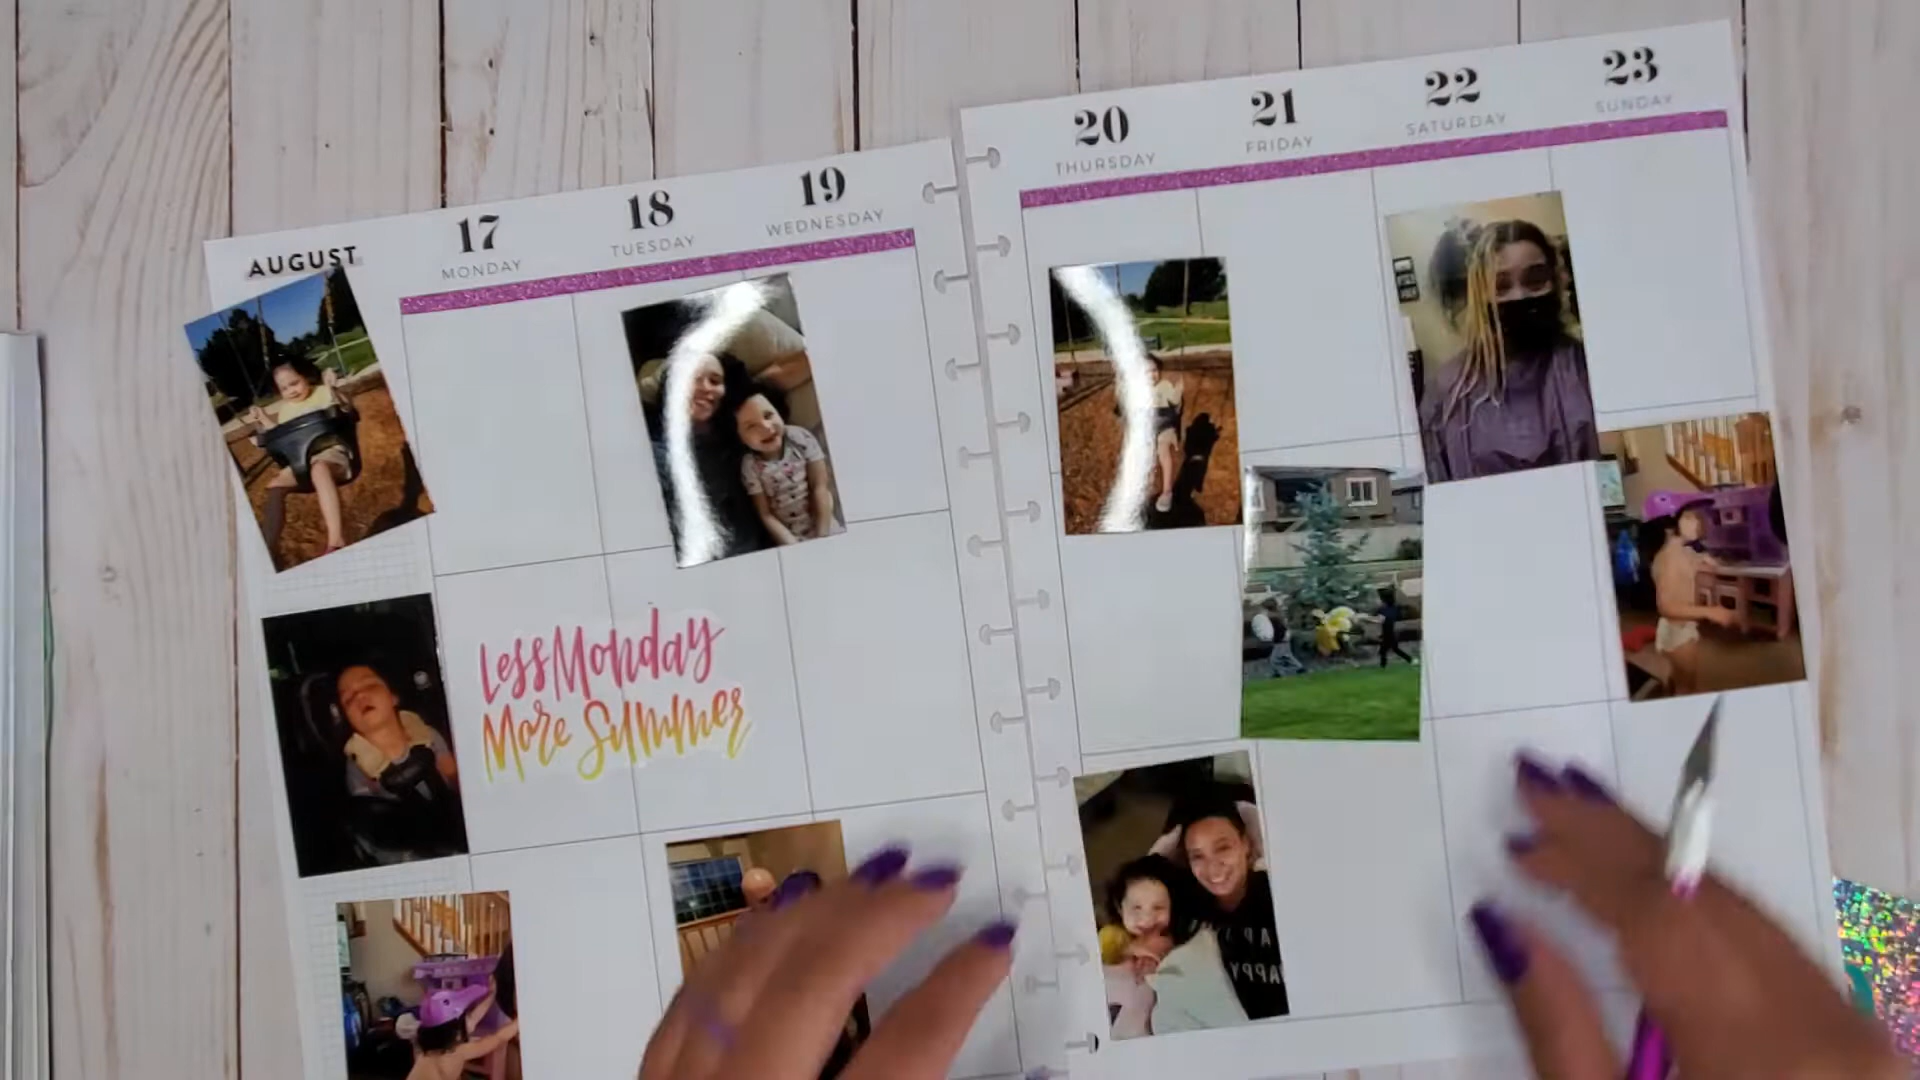 AUGUST
17
MONDAY
18
TUESDAY
19
WEDNESDAY
20
THURSDAY
21
FRIDAY
22
SATURDAY
23
SUNDAY
Less Monday
More Summer